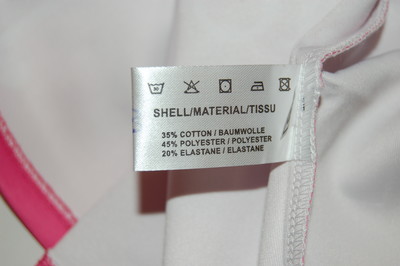 SHELL/MATERIAL/TISSU
35% COTTON / BAUMWOLLE
45% POLYESTER / POLYESTER
20% ELASTANE / ELASTANE